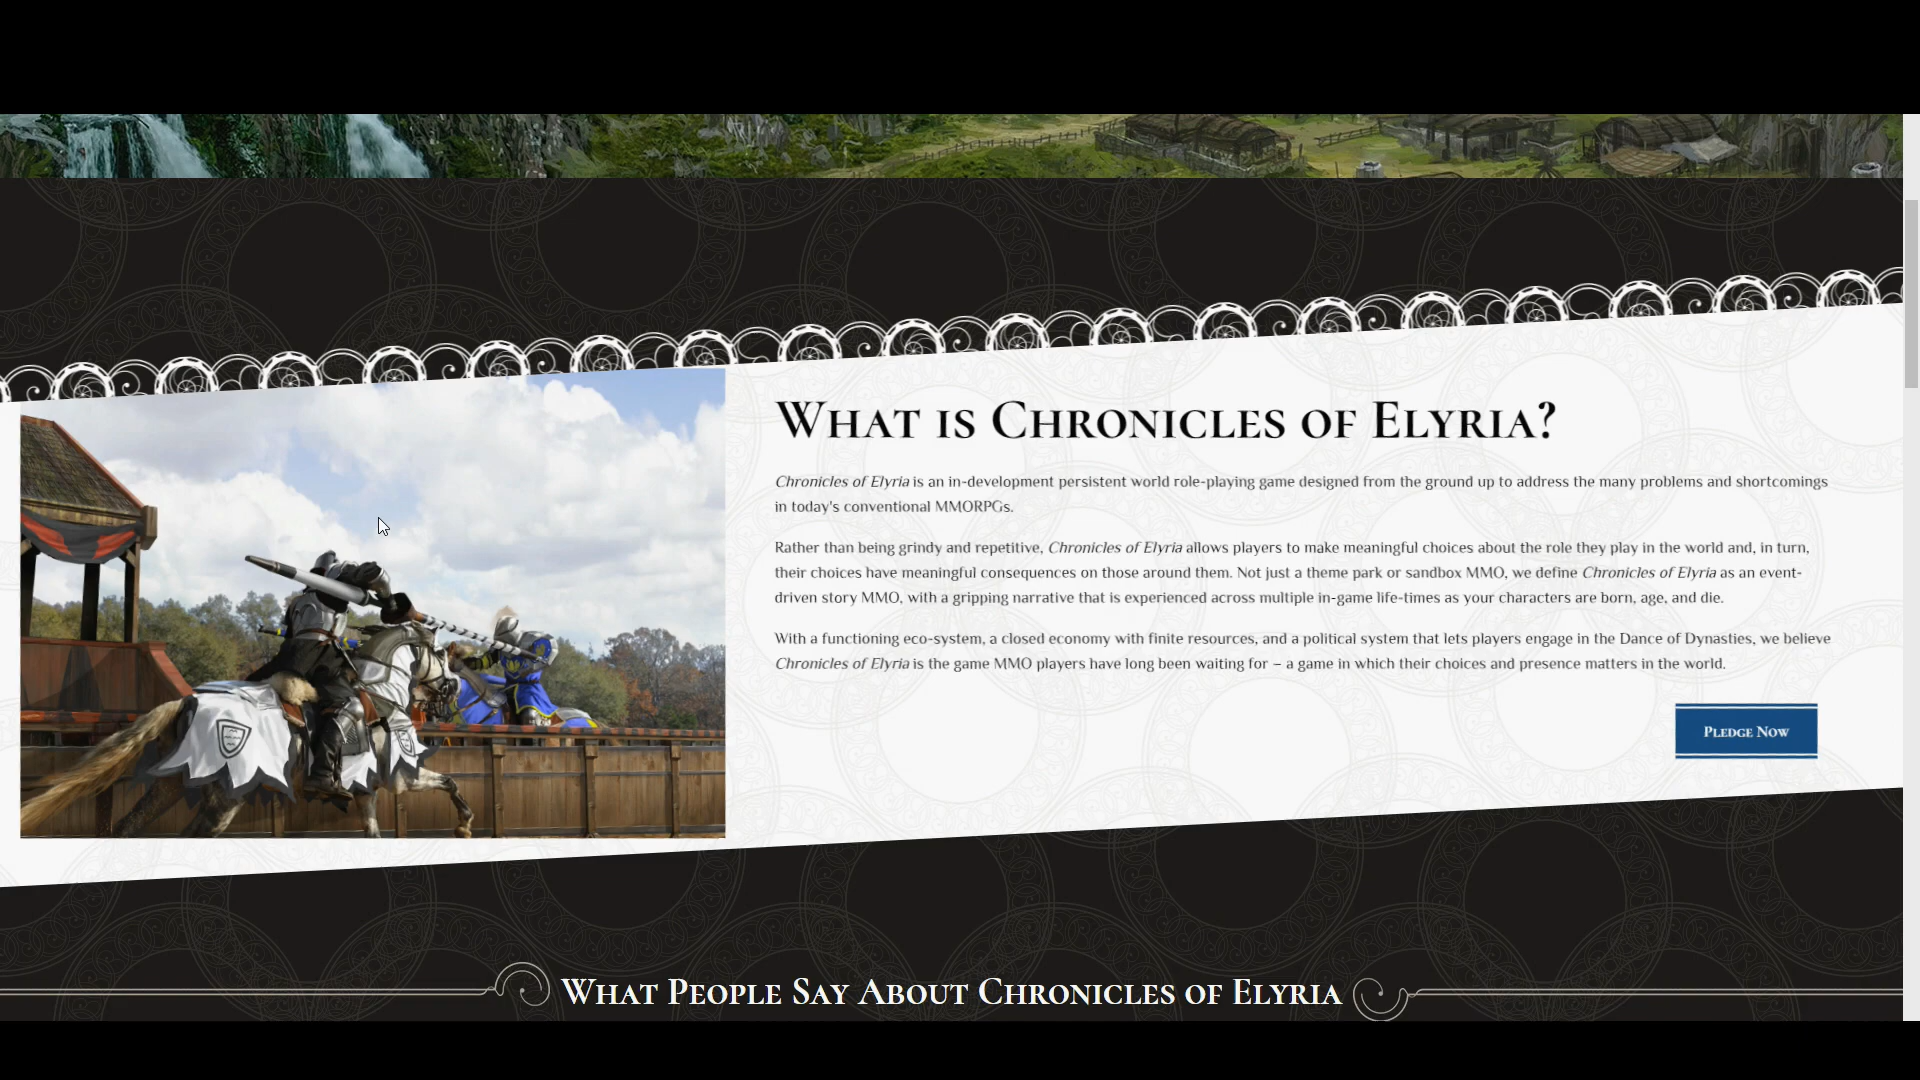 What is Chronicles of Elyria?
Chronicles of Elyria is an in-development persistent world role-playing game designed from the ground up to address the many problems and shortcomings
in today's conventional MMORPGs.
Rather than being grindy and repetitive, Chronicles of Elyria allows players to make meaningful choices about the role they play in the world and, in turn,
their choices have meaningful consequences on those around them. Not just a theme park or sandbox MMO, we define Chronicles of Elyria as an event-
driven story MMO, with a gripping narrative that is experienced across multiple in-game life-times as your characters are born, age, and die.
With a functioning eco-system, a closed economy with finite resources, and a political system that lets players engage in the Dance of Dynasties, we believe
Chronicles of Elyria is the game MMO players have long been waiting for – a game in which their choices and presence matters in the world.
Pledge Now
What People Say About Chronicles of Elyria